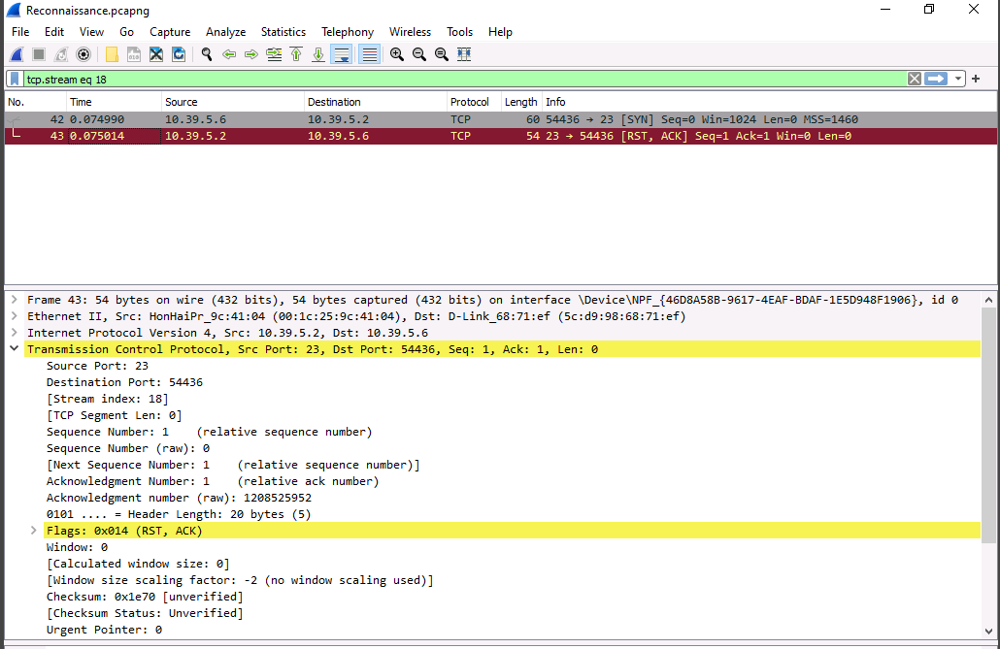 Reconnaissance.pcapng
File Edit View Go Capture Analyze Statistics Telephony Wireless Tools Help
tcp.stream eq 18
No. Time Source Destination Protocol Length Info
42 0.074990 10.39.5.6 10.39.5.2 TCP 60 54436 → 23 [SYN] Seq=0 Win=1024 Len=0 MSS=1460
43 0.075014 10.39.5.2 10.39.5.6 TCP 54 23 → 54436 [RST, ACK] Seq=1 Ack=1 Win=0 Len=0
Frame 43: 54 bytes on wire (432 bits), 54 bytes captured (432 bits) on interface \Device\NPF_{46D8A58B-9617-4EAF-BDAF-1E5D948F1906}, id 0
Ethernet II, Src: HonHaiPr_9c:41:04 (00:1c:25:9c:41:04), Dst: D-Link_68:71:ef (5c:d9:98:68:71:ef)
Internet Protocol Version 4, Src: 10.39.5.2, Dst: 10.39.5.6
Transmission Control Protocol, Src Port: 23, Dst Port: 54436, Seq: 1, Ack: 1, Len: 0
Source Port: 23
Destination Port: 54436
[Stream index: 18]
[TCP Segment Len: 0]
Sequence Number: 1 (relative sequence number)
Sequence Number (raw): 0
[Next Sequence Number: 1 (relative sequence number)]
Acknowledgment Number: 1 (relative ack number)
Acknowledgment number (raw): 1208525952
0101 .... = Header Length: 20 bytes (5)
Flags: 0x014 (RST, ACK)
Window: 0
[Calculated window size: 0]
[Window size scaling factor: -2 (no window scaling used)]
Checksum: 0x1e70 [unverified]
[Checksum Status: Unverified]
Urgent Pointer: 0